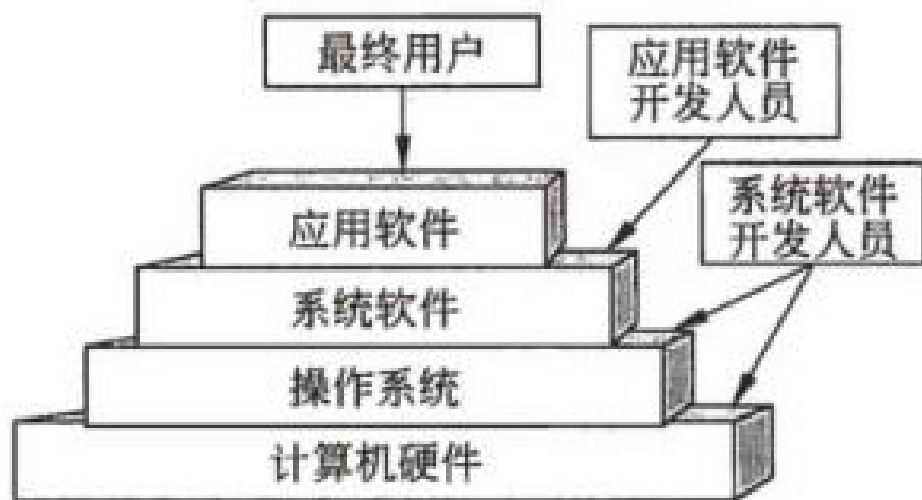 最终用户
应用软件
开发人员
系统软件
开发人员
应用软件
系统软件
操作系统
计算机硬件